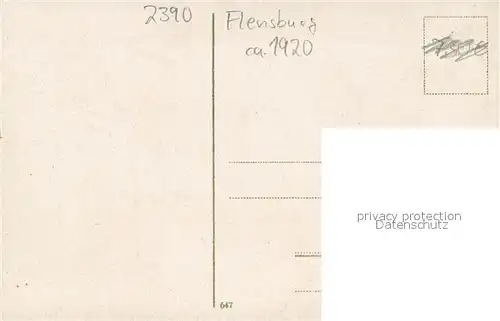 2390
Flensburg
ca. 1920
privacy protection
Datenschutz
647